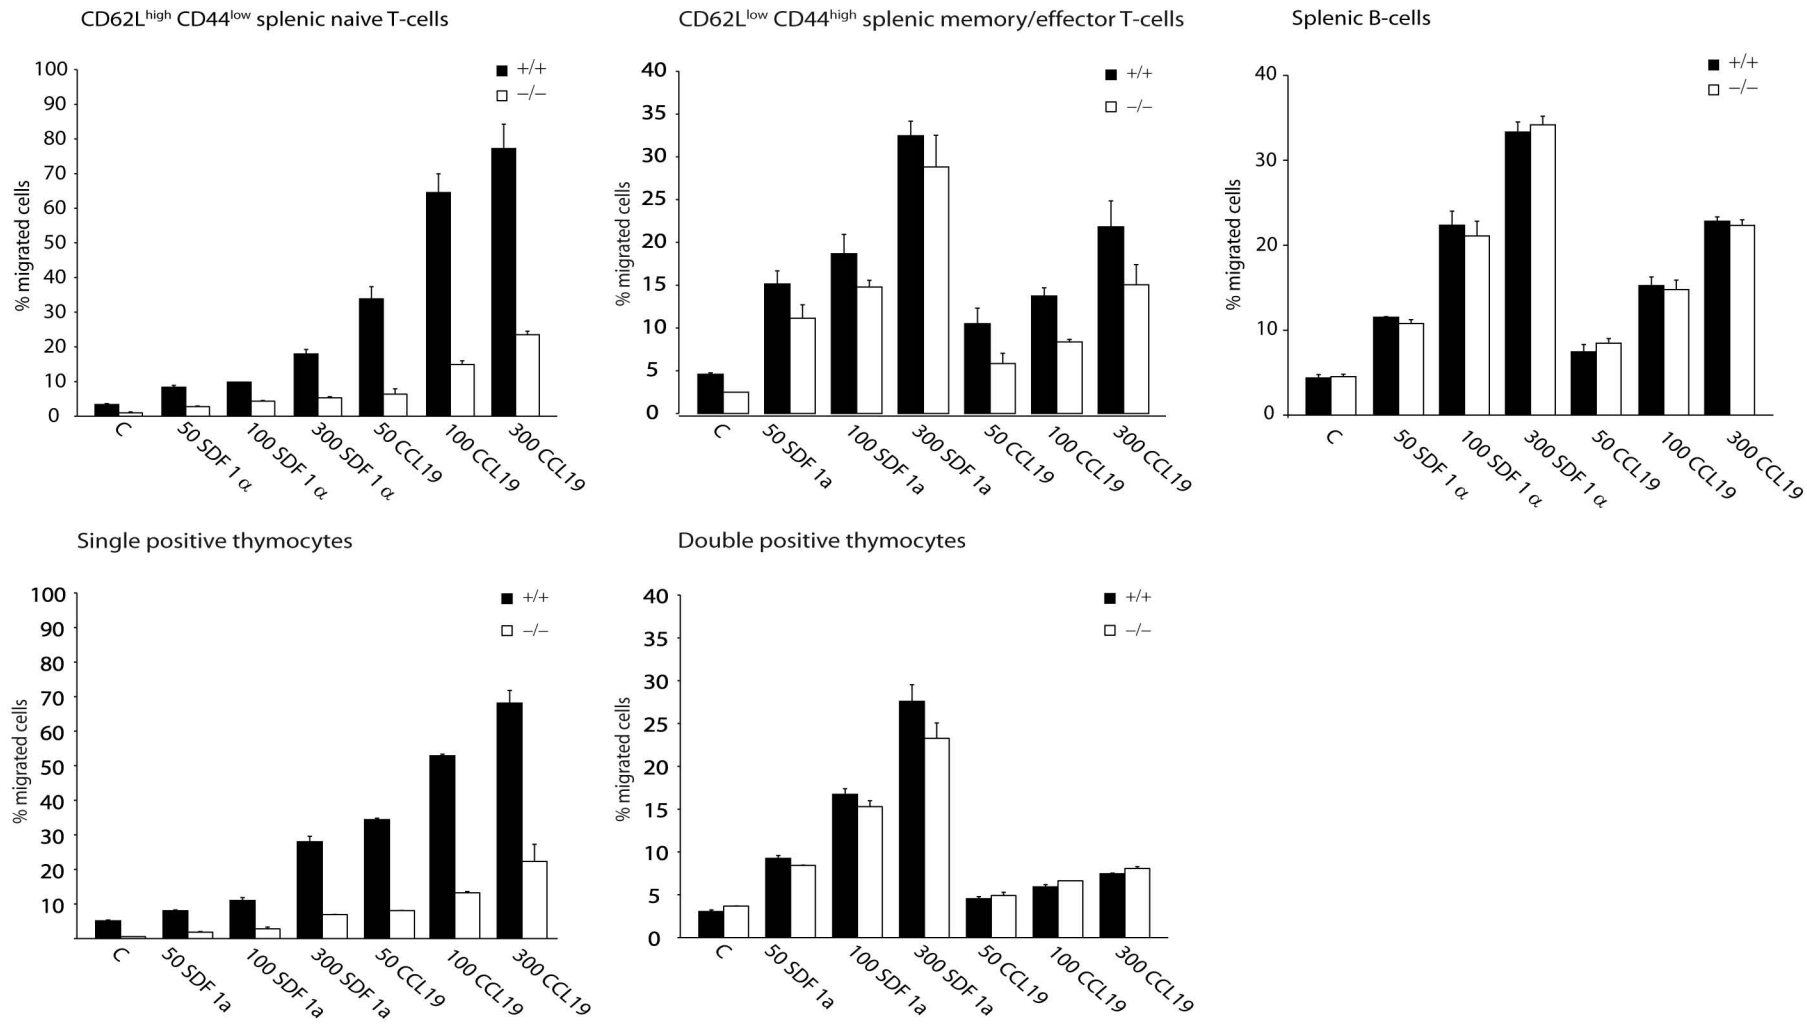 CD62Lhigh CD44low splenic naive T-cells
100
90
80
70
60
50
40
30
20
10
0
% migrated cells
+/+
−/−
C
50 SDF 1 α
100 SDF 1 α
300 SDF 1 α
50 CCL19
100 CCL19
300 CCL19
CD62Llow CD44high splenic memory/effector T-cells
40
35
30
25
20
15
10
5
0
% migrated cells
+/+
−/−
C
50 SDF 1a
100 SDF 1a
300 SDF 1a
50 CCL19
100 CCL19
300 CCL19
Splenic B-cells
40
30
20
10
0
% migrated cells
+/+
−/−
C
50 SDF 1 α
100 SDF 1 α
300 SDF 1 α
50 CCL19
100 CCL19
300 CCL19
Single positive thymocytes
100
90
80
70
60
50
40
30
20
10
% migrated cells
+/+
−/−
C
50 SDF 1a
100 SDF 1a
300 SDF 1a
50 CCL19
100 CCL19
300 CCL19
Double positive thymocytes
40
35
30
25
20
15
10
5
0
% migrated cells
+/+
−/−
C
50 SDF 1a
100 SDF 1a
300 SDF 1a
50 CCL19
100 CCL19
300 CCL19